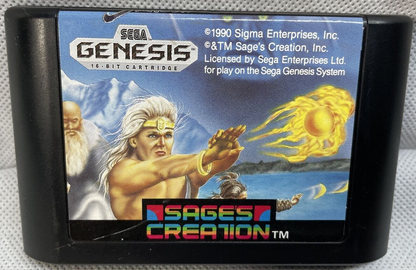 SEGA
GENESIS
16-BIT CARTRIDGE
©1990 Sigma Enterprises, Inc.
©&TM Sage's Creation, Inc.
Licensed by Sega Enterprises Ltd.
for play on the Sega Genesis System
SAGES
CREATION TM